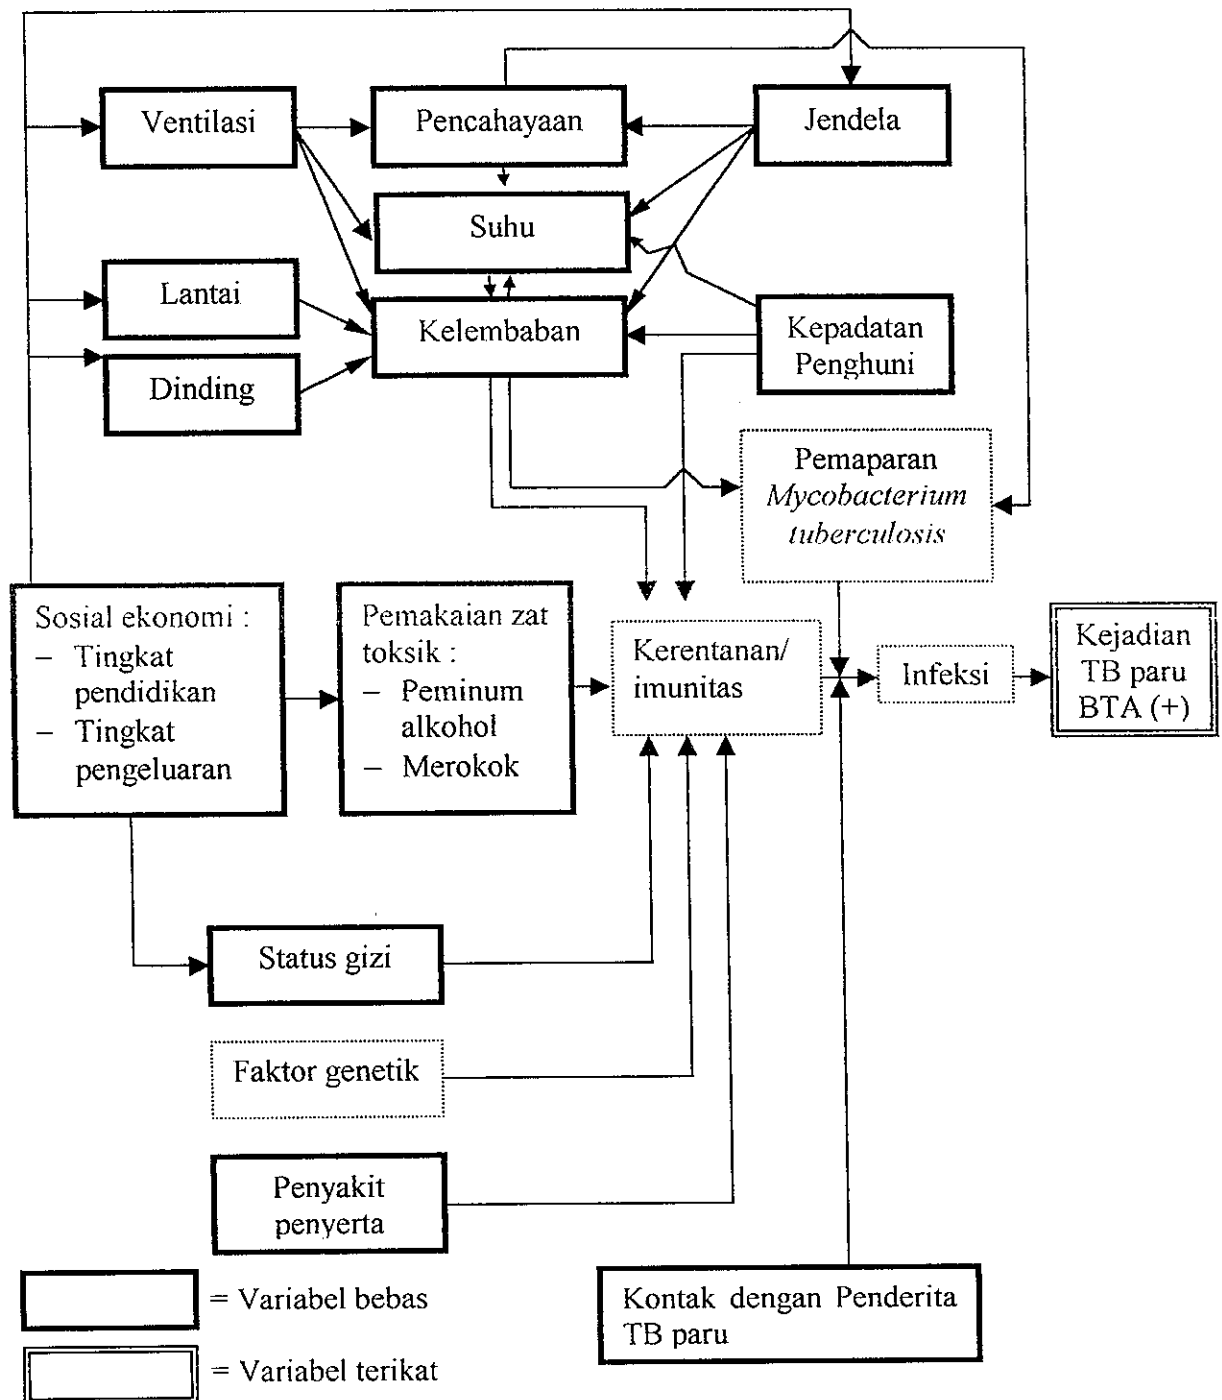 Ventilasi
Pencahayaan
Jendela
Suhu
Lantai
Kelembaban
Kepadatan
Penghuni
Dinding
Pemaparan
Mycobacterium
tuberculosis
Sosial ekonomi :
– Tingkat
pendidikan
– Tingkat
pengeluaran
Pemakaian zat
toksik :
– Peminum
alkohol
– Merokok
Kerentanan/
imunitas
Infeksi
Kejadian
TB paru
BTA (+)
Status gizi
Faktor genetik
Penyakit
penyerta
Kontak dengan Penderita
TB paru
= Variabel bebas
= Variabel terikat